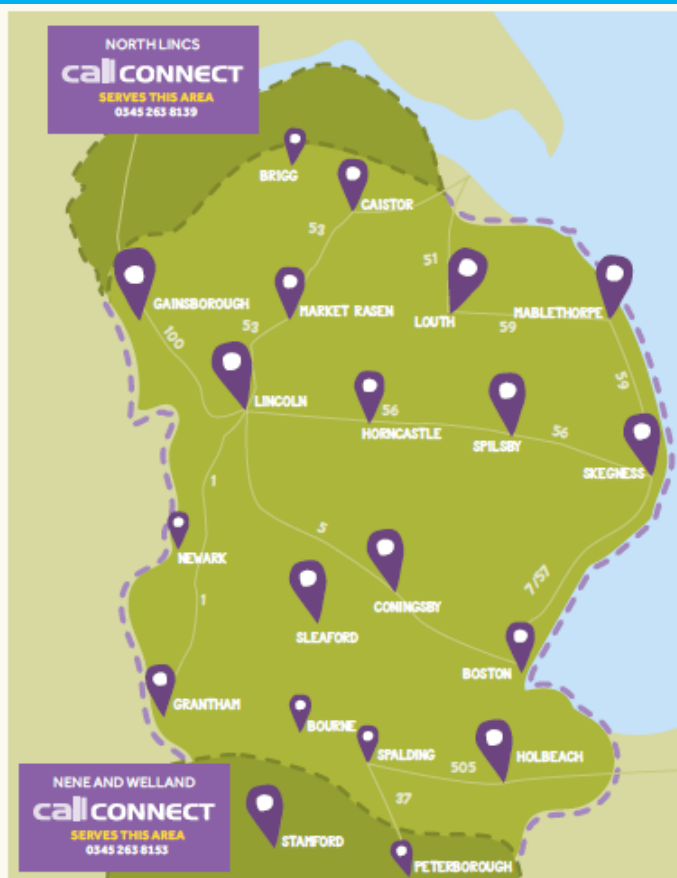 NORTH LINCS
callCONNECT
SERVES THIS AREA
0345 263 8139
BRIGG
CAISTOR
53
51
GAINSBOROUGH
MARKET RASEN
LOUTH
MABLETHORPE
59
100
53
59
LINCOLN
56
HORNCASTLE
SPILSBY
56
SKEGNESS
1
5
NEWARK
7/57
CONINGSBY
1
SLEAFORD
BOSTON
GRANTHAM
BOURNE
SPALDING
HOLBEACH
505
NENE AND WELLAND
callCONNECT
SERVES THIS AREA
0345 263 8153
37
STAMFORD
PETERBOROUGH